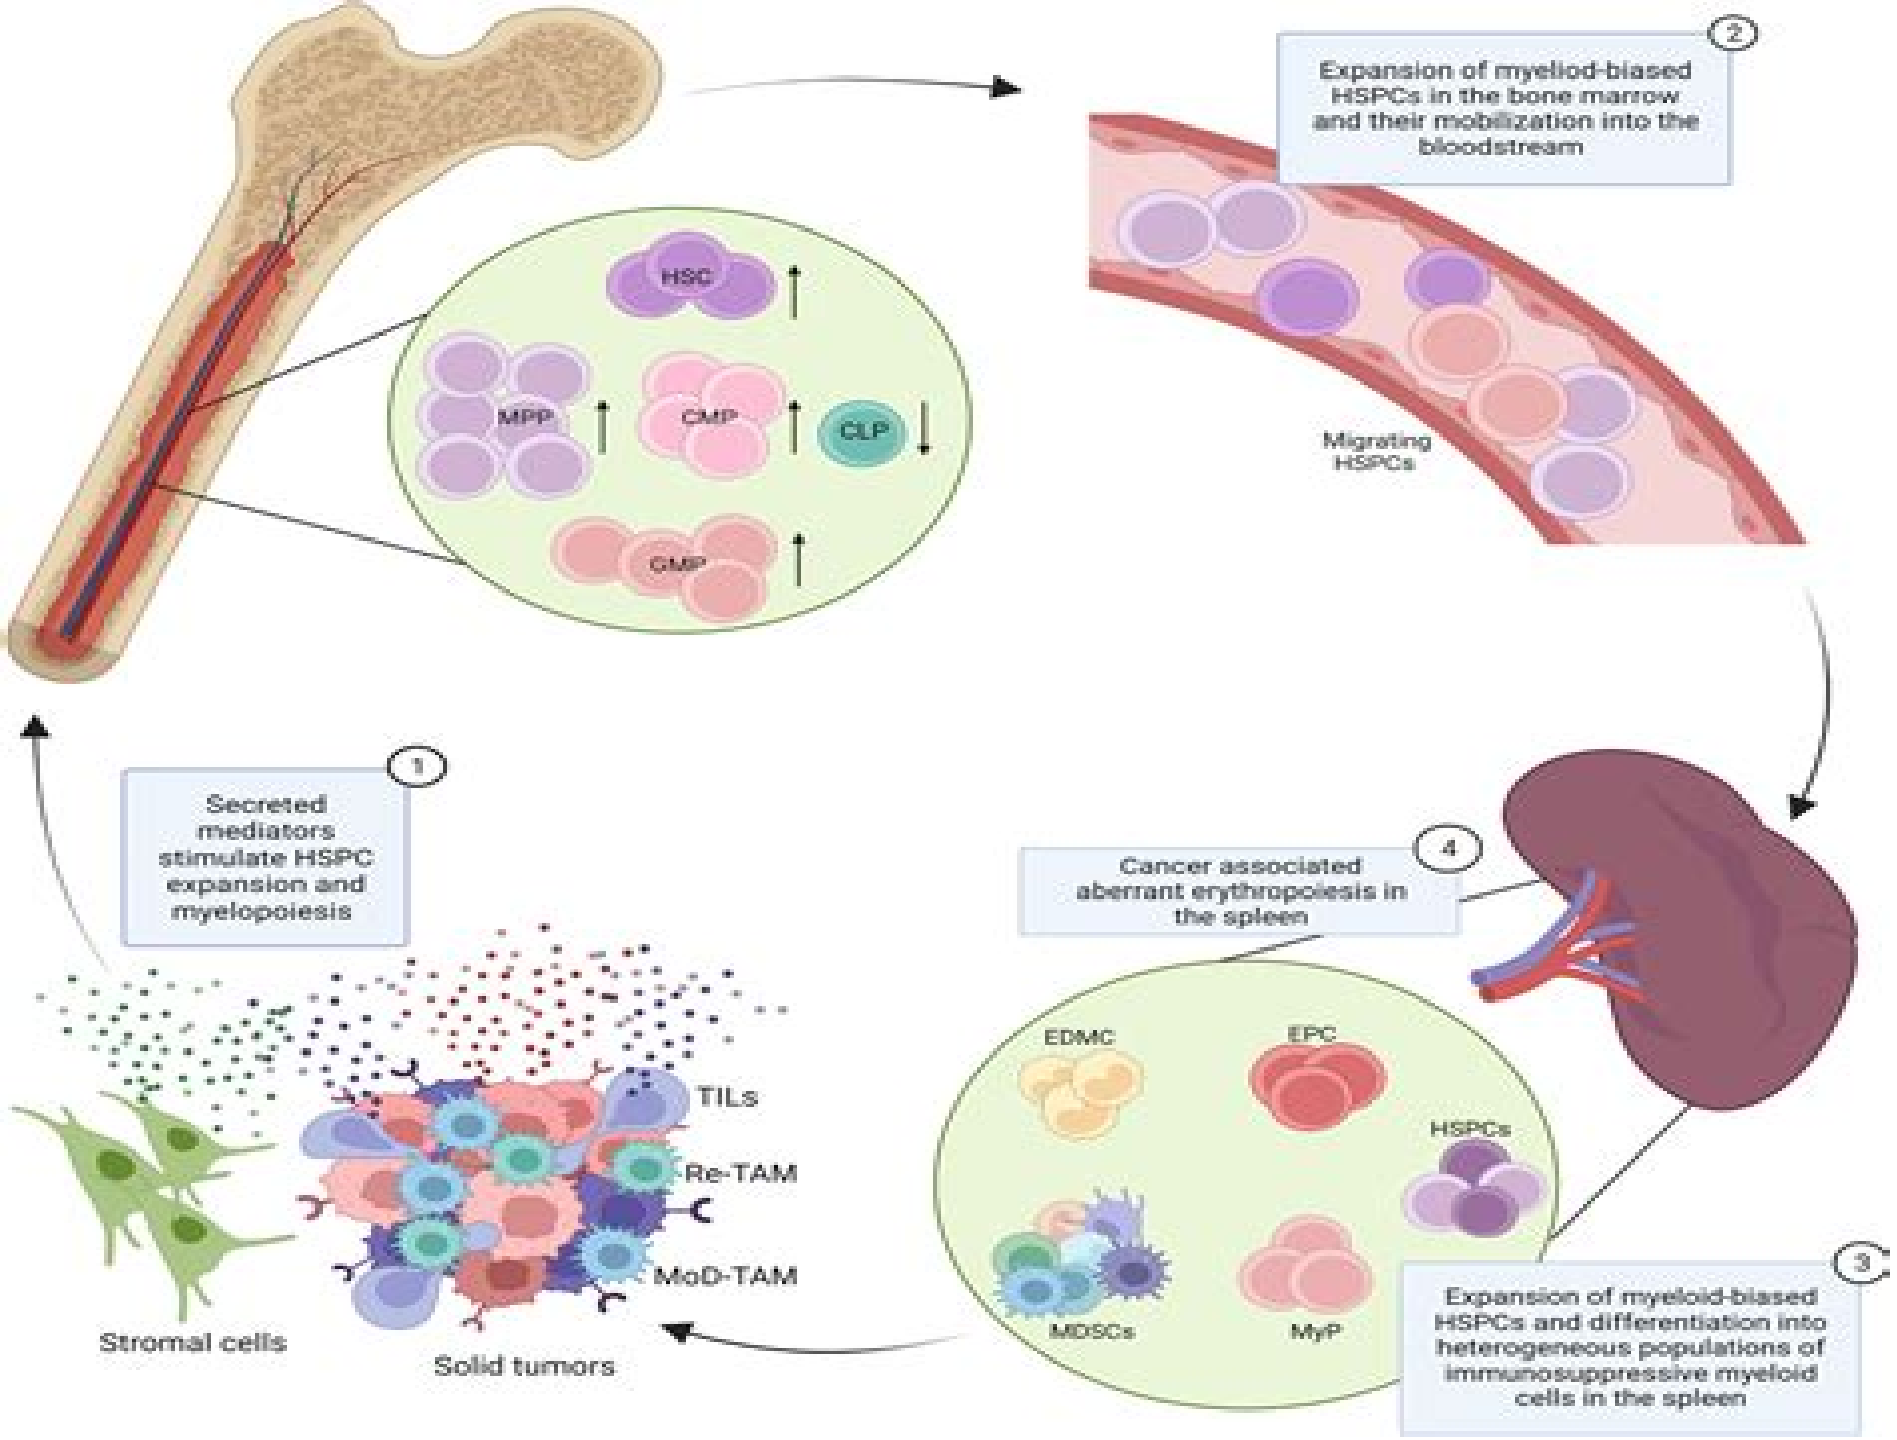 2
Expansion of myeliod-biased
HSPCs in the bone marrow
and their mobilization into the
bloodstream
HSC
MPP
CMP
CLP
GMP
Migrating
HSPCs
1
Secreted
mediators
stimulate HSPC
expansion and
myelopoiesis
4
Cancer associated
aberrant erythropoiesis in
the spleen
EDMC
EPC
HSPCs
MDSCs
MyP
TILs
Re-TAM
MoD-TAM
Stromal cells
Solid tumors
3
Expansion of myeloid-biased
HSPCs and differentiation into
heterogeneous populations of
immunosuppressive myeloid
cells in the spleen